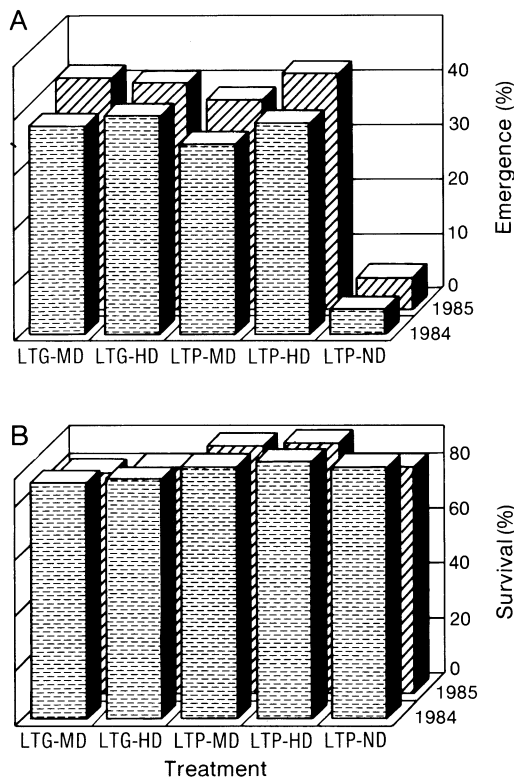 A
40
30
20
10
0
Emergence (%)
1985
1984
LTG-MD LTG-HD LTP-MD LTP-HD LTP-ND
B
80
60
40
20
0
Survival (%)
1985
1984
LTG-MD LTG-HD LTP-MD LTP-HD LTP-ND
Treatment